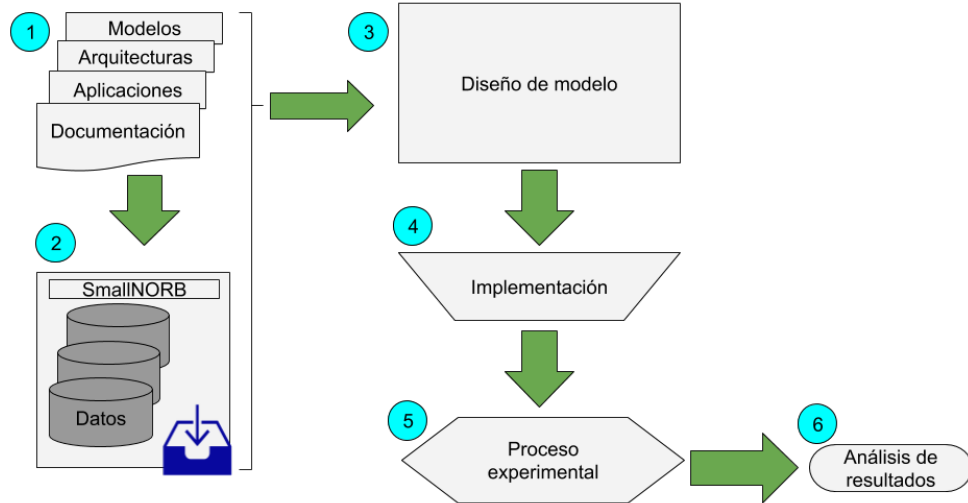 1
Modelos
Arquitecturas
Aplicaciones
Documentación
2
SmallNORB
Datos
3
Diseño de modelo
4
Implementación
5
Proceso
experimental
6
Análisis de
resultados